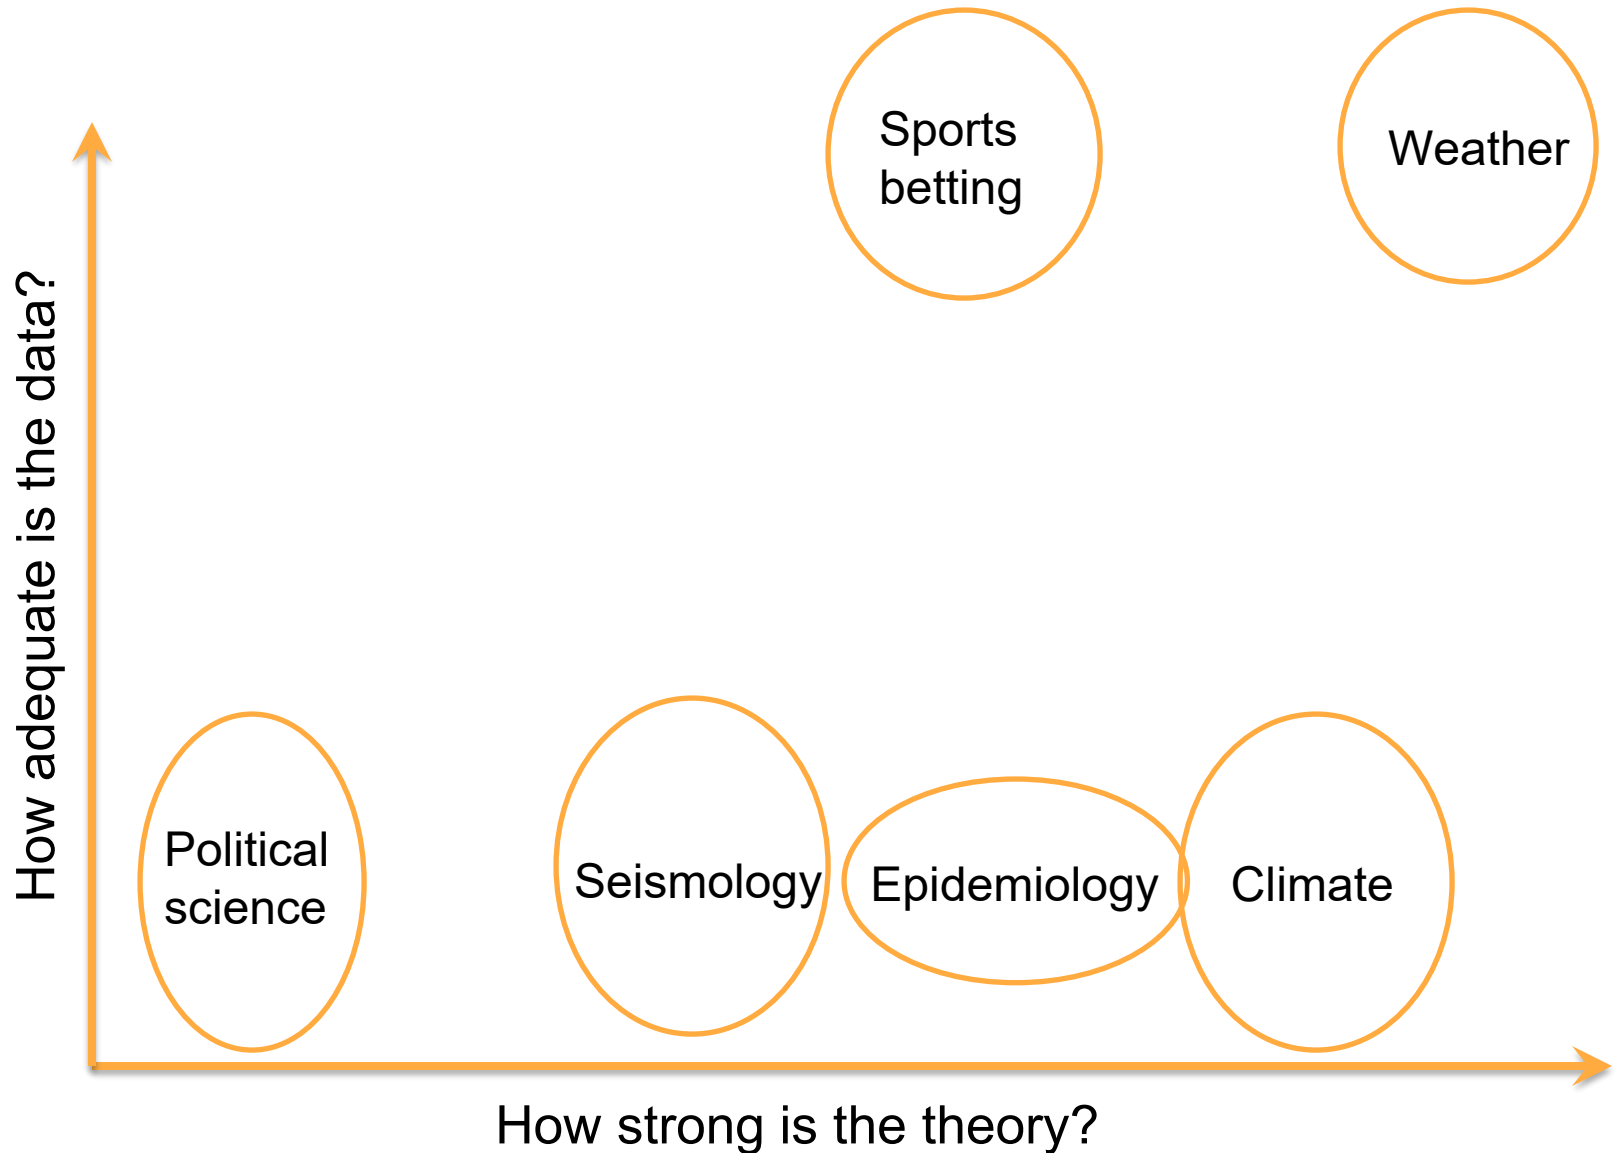 Sports
betting
Weather
How adequate is the data?
Political
science
Seismology
Epidemiology
Climate
How strong is the theory?